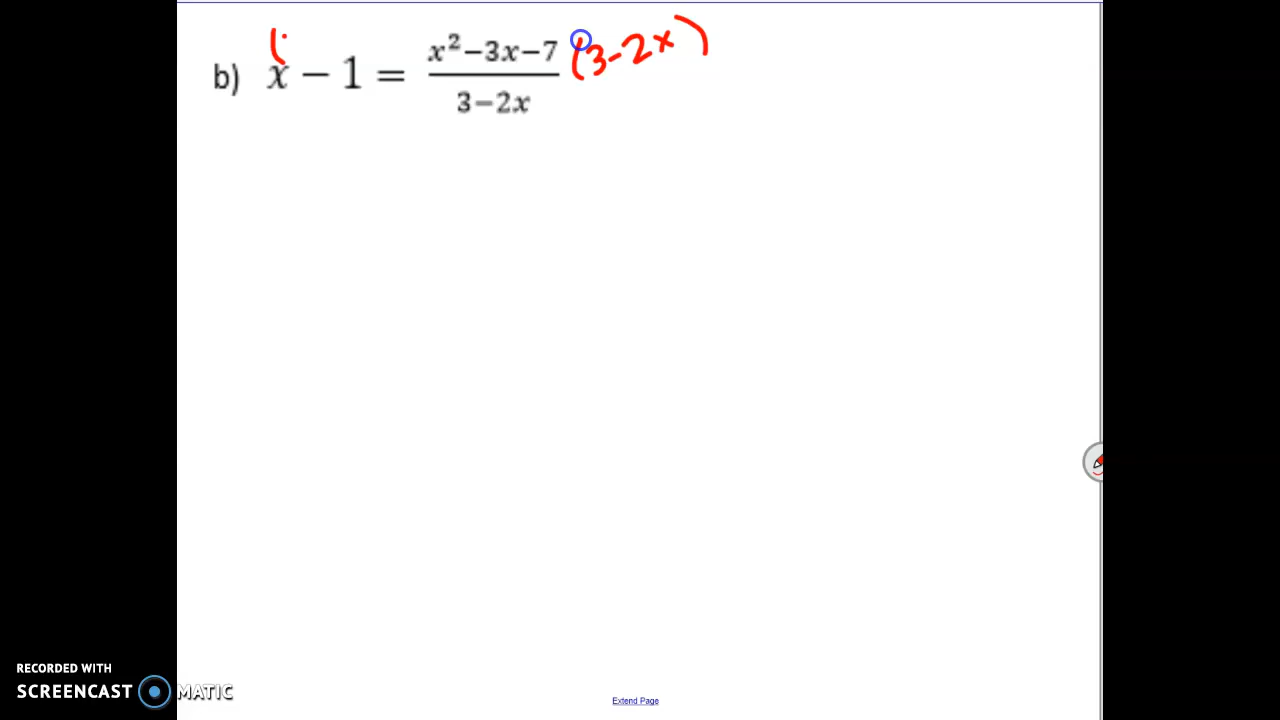 b) x − 1 = (x² −3x−7)/(3−2x) (3-2x)
(
RECORDED WITH
SCREENCAST MATIC
Extend Page